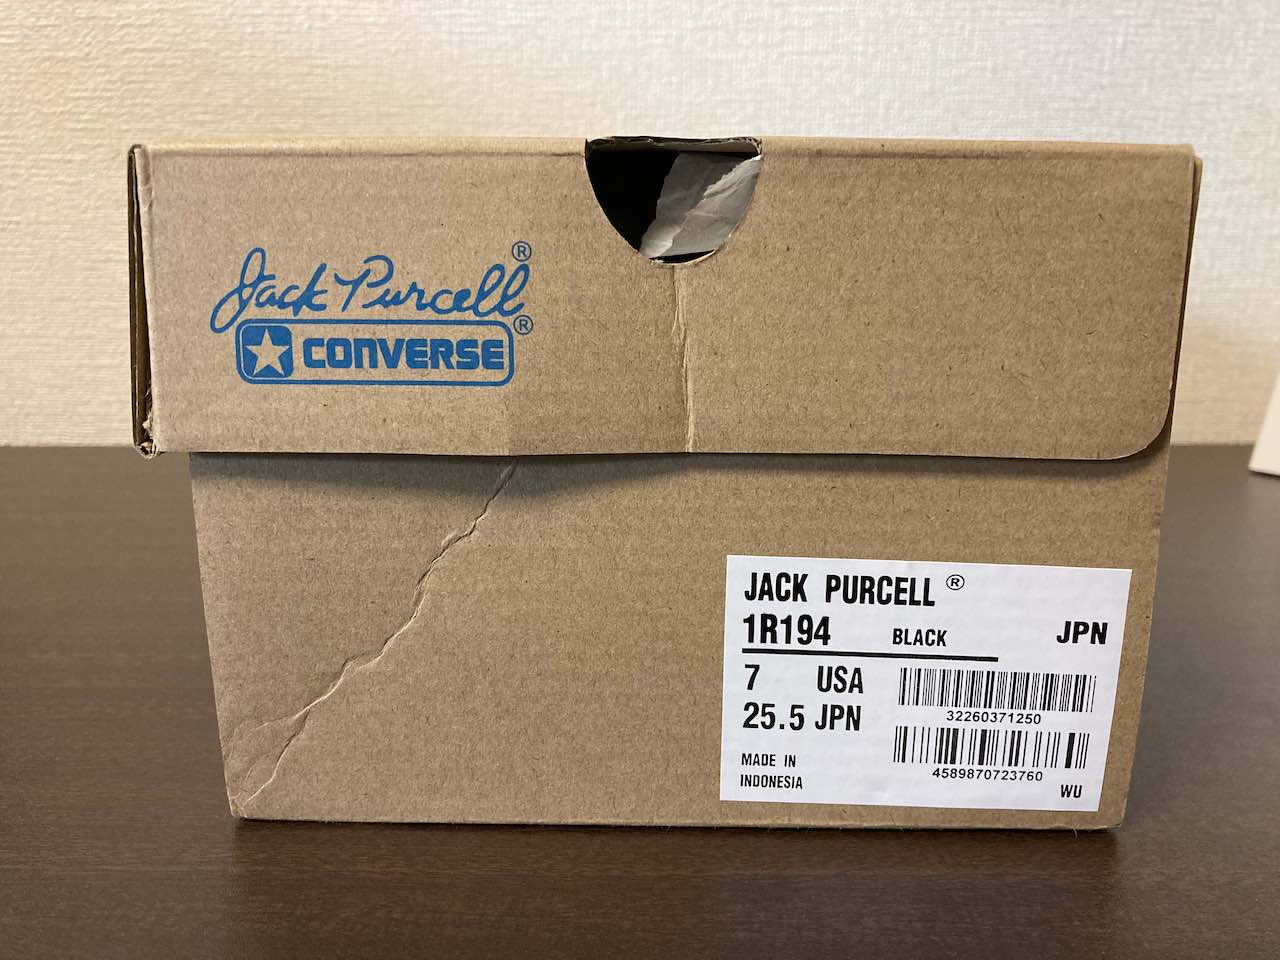 Jack Purcell®
CONVERSE®
JACK PURCELL®
1R194 BLACK JPN
7 USA
25.5 JPN
32260371250
4589870723760
MADE IN
INDONESIA
WU